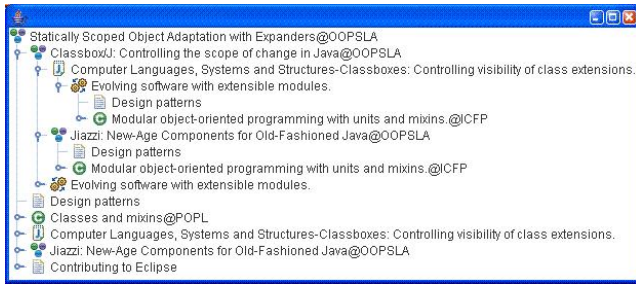 Statically Scoped Object Adaptation with Expanders@OOPSLA
Classbox/J: Controlling the scope of change in Java@OOPSLA
Computer Languages, Systems and Structures-Classboxes: Controlling visibility of class extensions.
Evolving software with extensible modules.
Design patterns
Modular object-oriented programming with units and mixins.@ICFP
Jiazzi: New-Age Components for Old-Fashioned Java@OOPSLA
Design patterns
Modular object-oriented programming with units and mixins.@ICFP
Evolving software with extensible modules.
Design patterns
Classes and mixins@POPL
Computer Languages, Systems and Structures-Classboxes: Controlling visibility of class extensions.
Jiazzi: New-Age Components for Old-Fashioned Java@OOPSLA
Contributing to Eclipse